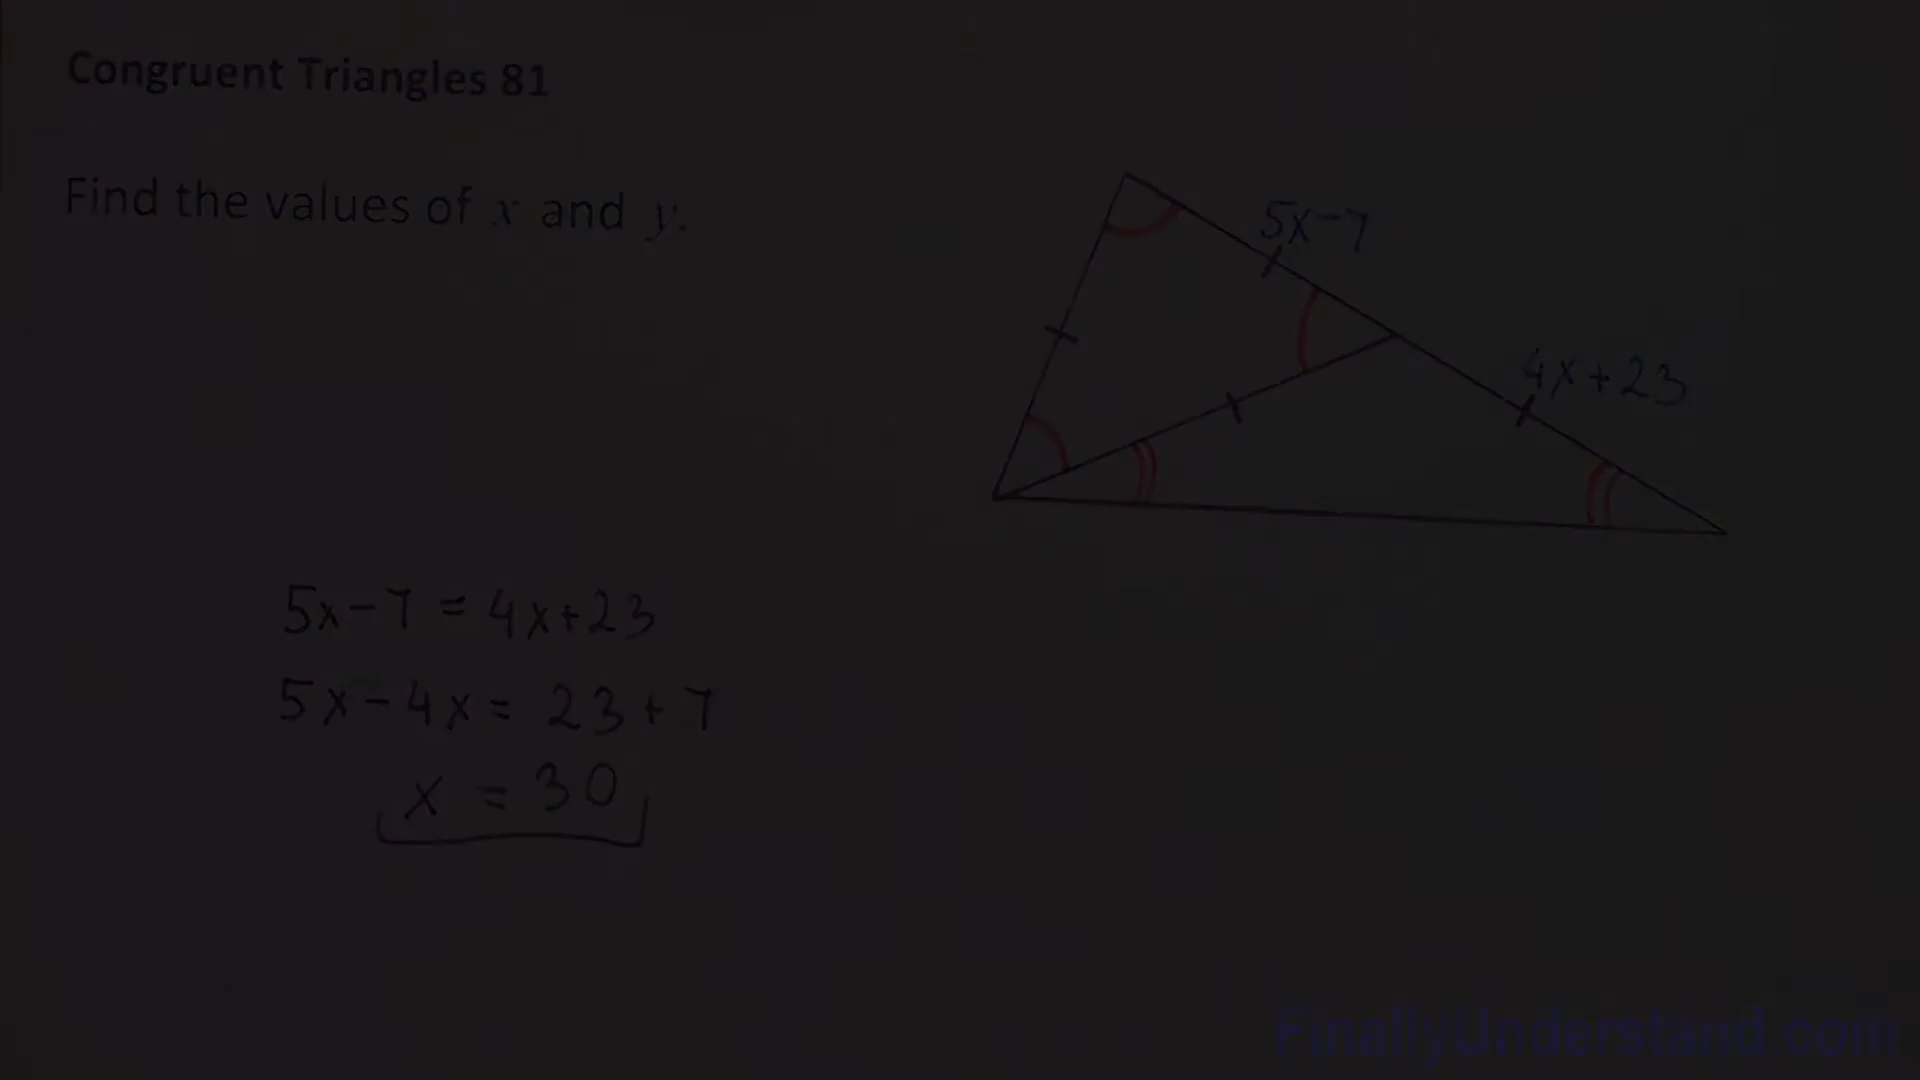 Congruent Triangles 81
Find the values of x and y.
5x-7
4x+23
5x-7 = 4x+23
5x-4x = 23+7
x = 30
FinallyUnderstand.com